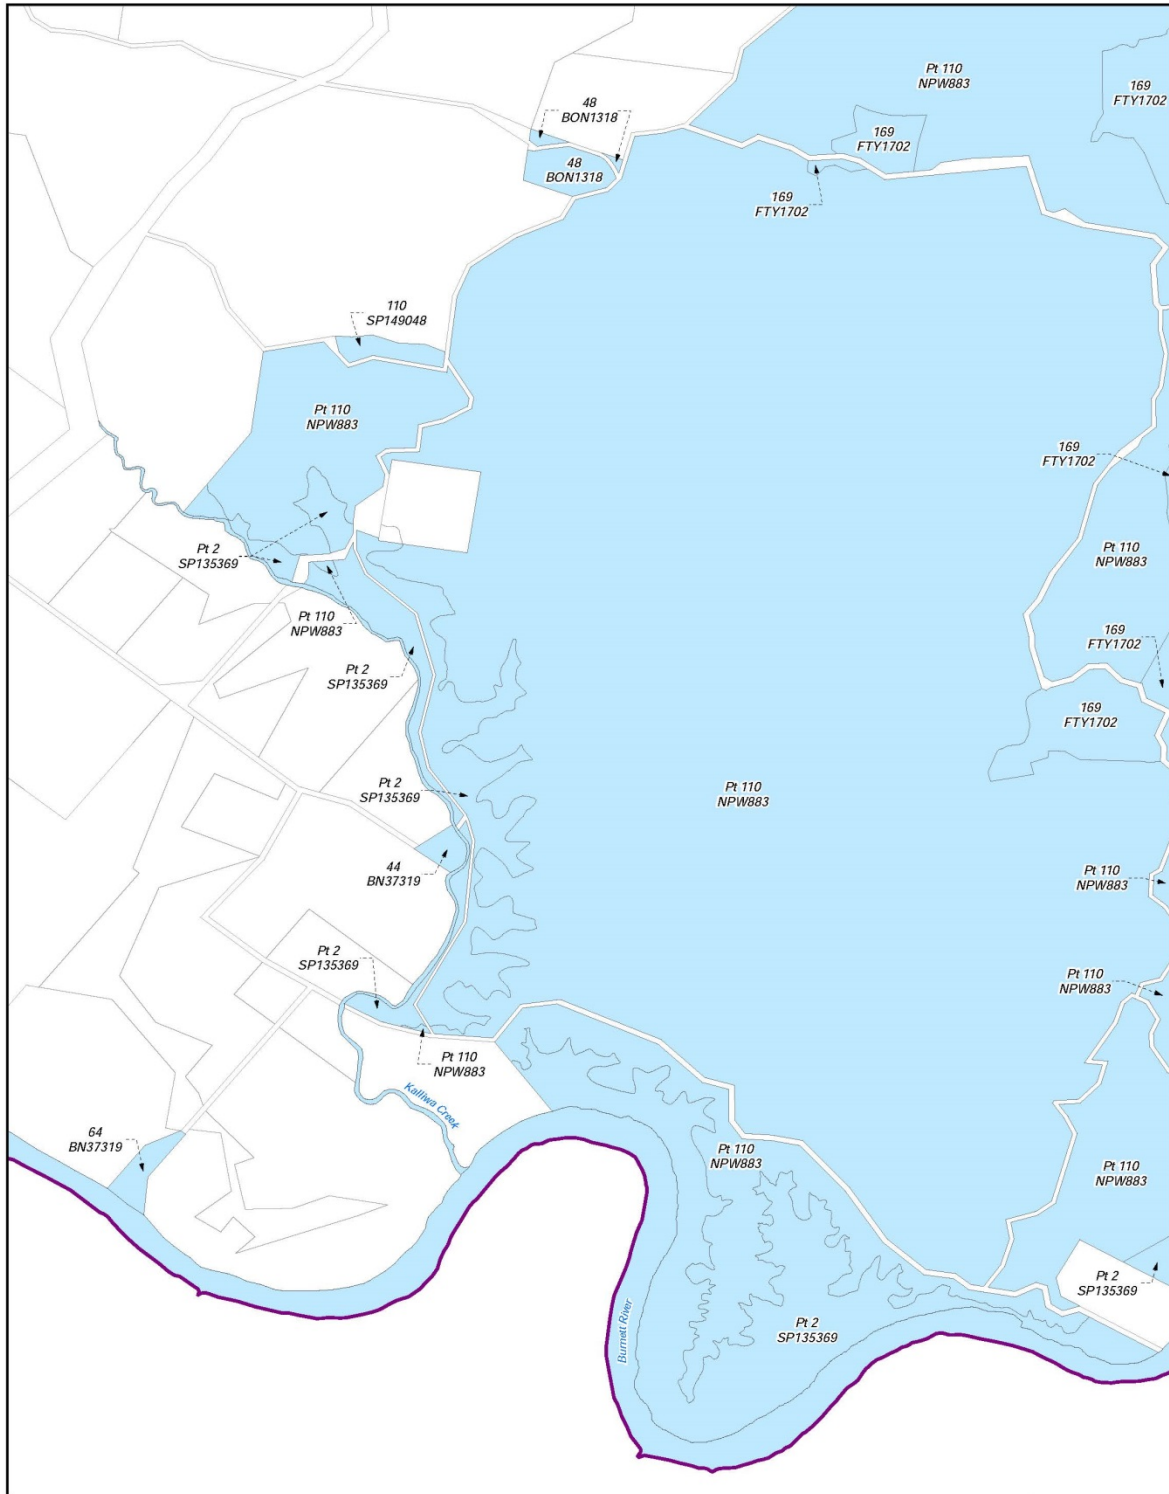 Pt 110
NPW883
169
FTY1702
48
BON1318
169
FTY1702
48
BON1318
169
FTY1702
110
SP149048
Pt 110
NPW883
169
FTY1702
Pt 2
SP135369
Pt 110
NPW883
Pt 110
NPW883
169
FTY1702
Pt 2
SP135369
169
FTY1702
Pt 2
SP135369
Pt 110
NPW883
44
BN37319
Pt 110
NPW883
Pt 2
SP135369
Pt 110
NPW883
Pt 110
NPW883
Kalliwa Creek
64
BN37319
Pt 110
NPW883
Pt 110
NPW883
Pt 2
SP135369
Burnett River
Pt 2
SP135369